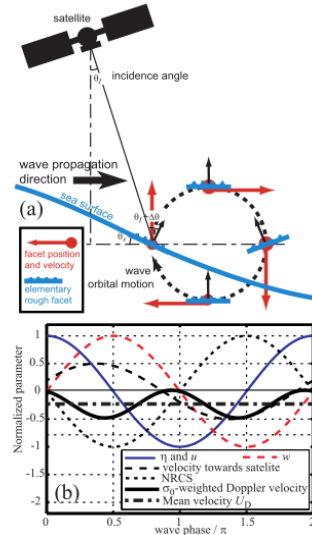 satellite
θI
incidence angle
wave propagation
direction
sea surface
θI-Δθ
(a)
θs
wave
orbital motion
facet position
and velocity
elementary
rough facet
Normalized parameter
1
0.5
0
-0.5
-1
-1.5
-2
(b)
η and u
w
velocity towards satelite
NRCS
σ0-weighted Doppler velocity
Mean velocity UD
0
0.5
1
1.5
2
wave phase / π